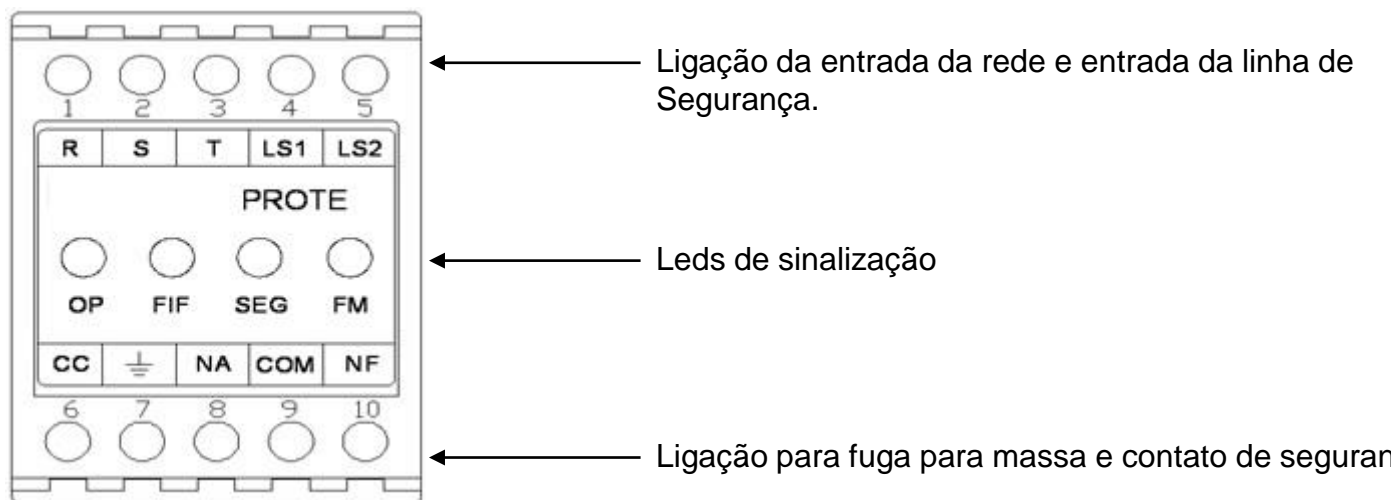 Ligação da entrada da rede e entrada da linha de
Segurança.
1 2 3 4 5
R S T LS1 LS2
PROTE
Leds de sinalização
OP FIF SEG FM
CC NA COM NF
6 7 8 9 10
Ligação para fuga para massa e contato de seguran